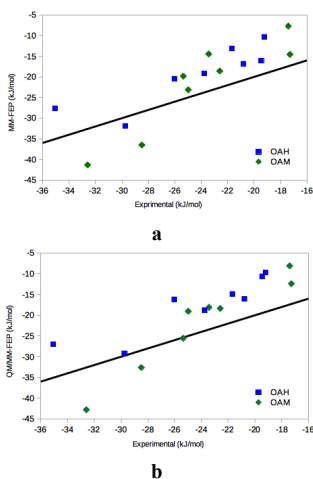 -5
-10
-15
-20
-25
-30
-35
-40
-45
MM-FEP (kJ/mol)
OAH
OAM
-36 -34 -32 -30 -28 -26 -24 -22 -20 -18 -16
Exprimental (kJ/mol)
a
-5
-10
-15
-20
-25
-30
-35
-40
-45
QM/MM-FEP (kJ/mol)
OAH
OAM
-36 -34 -32 -30 -28 -26 -24 -22 -20 -18 -16
Experimental (kJ/mol)
b